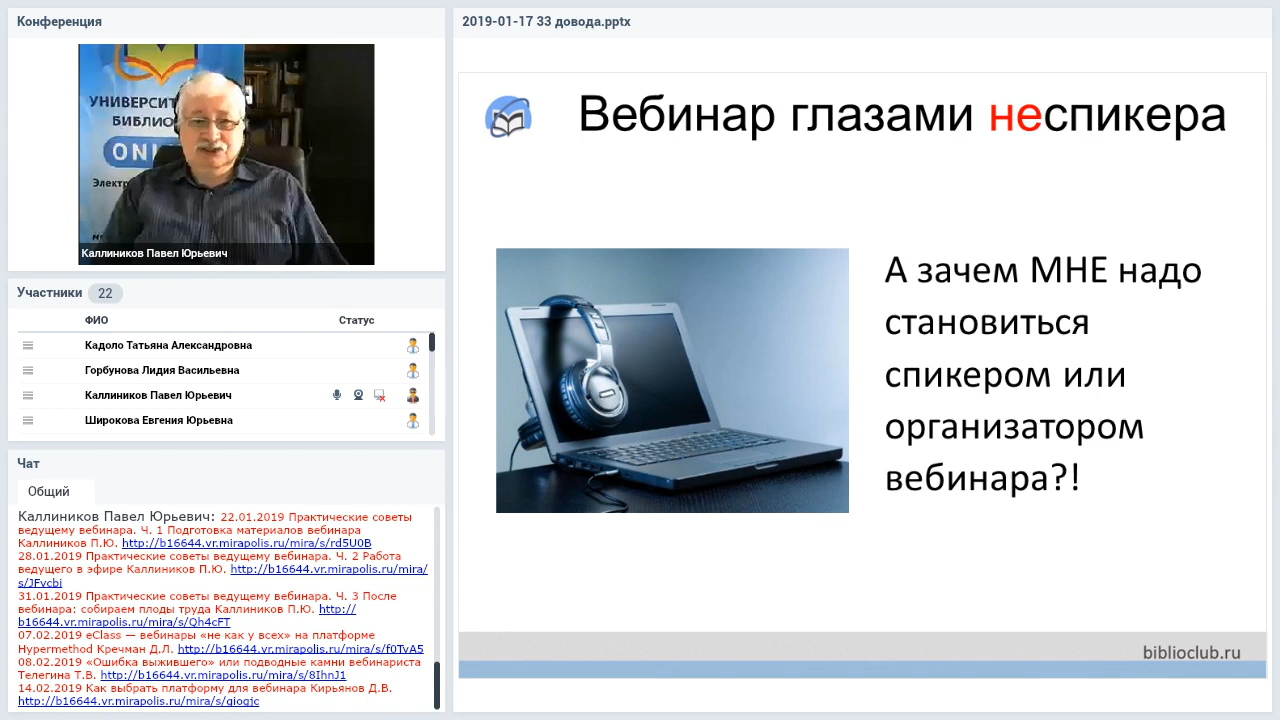 Конференция
УНИВЕРСИТ
БИБЛИО
Электр
Каллиников Павел Юрьевич
Участники 22
ФИО Статус
Кадоло Татьяна Александровна
Горбунова Лидия Васильевна
Каллиников Павел Юрьевич
Широкова Евгения Юрьевна
Чат
Общий
Каллиников Павел Юрьевич: 22.01.2019 Практические советы
ведущему вебинара. Ч. 1 Подготовка материалов вебинара
Каллиников П.Ю. http://b16644.vr.mirapolis.ru/mira/s/rd5U0B
28.01.2019 Практические советы ведущему вебинара. Ч. 2 Работа
ведущего в эфире Каллиников П.Ю. http://b16644.vr.mirapolis.ru/mira/
s/JFvcbi
31.01.2019 Практические советы ведущему вебинара. Ч. 3 После
вебинара: собираем плоды труда Каллиников П.Ю. http://
b16644.vr.mirapolis.ru/mira/s/Qh4cFT
07.02.2019 eClass — вебинары «не как у всех» на платформе
Hypermethod Кречман Д.Л. http://b16644.vr.mirapolis.ru/mira/s/f0TvA5
08.02.2019 «Ошибка выжившего» или подводные камни вебинариста
Телегина Т.В. http://b16644.vr.mirapolis.ru/mira/s/8IhnJ1
14.02.2019 Как выбрать платформу для вебинара Кирьянов Д.В.
http://b16644.vr.mirapolis.ru/mira/s/giogjc
2019-01-17 33 довода.pptx
Вебинар глазами неспикера
А зачем МНЕ надо
становиться
спикером или
организатором
вебинара?!
biblioclub.ru